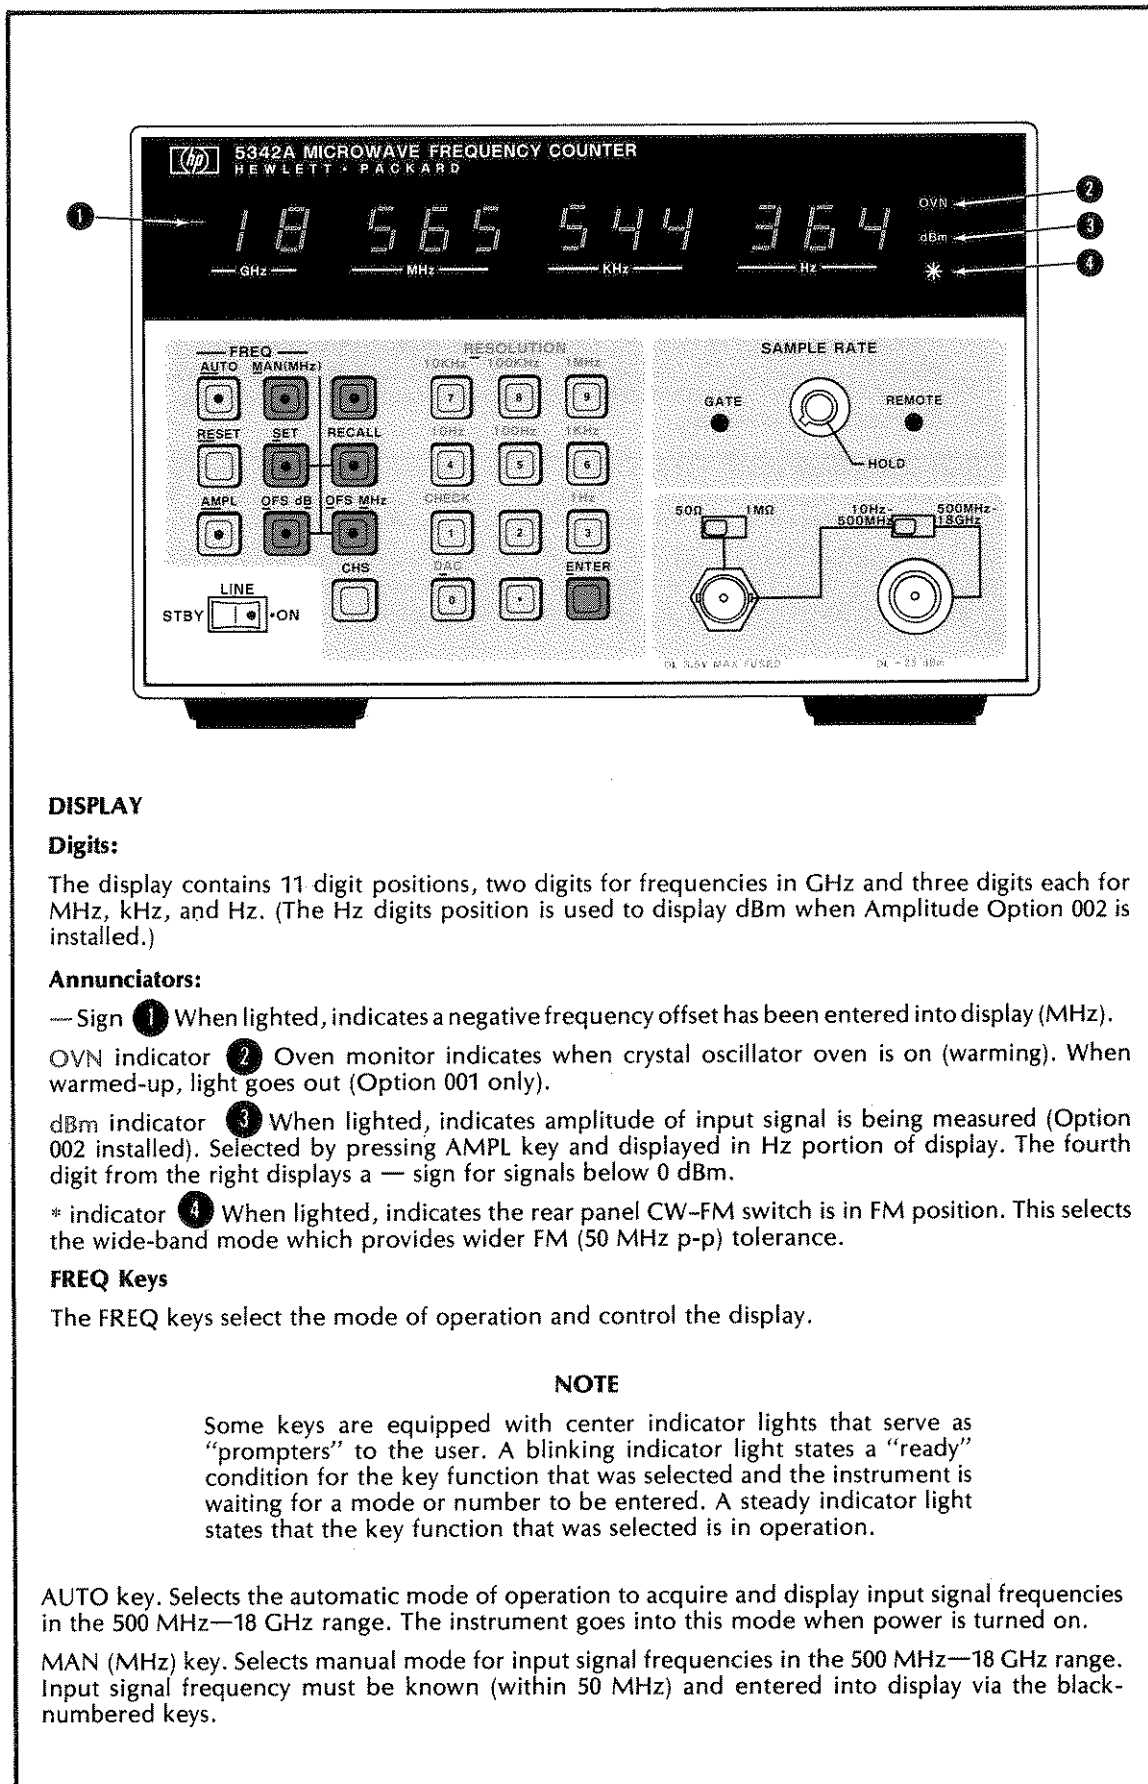 hp 5342A MICROWAVE FREQUENCY COUNTER
HEWLETT • PACKARD
1
18 565 544 364
GHz MHz KHz Hz
OVN
dBm
*
2
3
4
FREQ
AUTO MAN(MHz)
RESET SET RECALL
AMPL OFS dB OFS MHz
CHS
LINE
STBY •ON
RESOLUTION
10KHz 100KHz 1MHz
7 8 9
10Hz 100Hz 1KHz
4 5 6
CHECK 1Hz
1 2 3
DAC ENTER
0 •
SAMPLE RATE
GATE REMOTE
HOLD
50Ω 1MΩ
10Hz-
500MHz
500MHz-
18GHz
MAX FUSED
DISPLAY
Digits:
The display contains 11 digit positions, two digits for frequencies in GHz and three digits each for
MHz, kHz, and Hz. (The Hz digits position is used to display dBm when Amplitude Option 002 is
installed.)
Annunciators:
— Sign 1 When lighted, indicates a negative frequency offset has been entered into display (MHz).
OVN indicator 2 Oven monitor indicates when crystal oscillator oven is on (warming). When
warmed-up, light goes out (Option 001 only).
dBm indicator 3 When lighted, indicates amplitude of input signal is being measured (Option
002 installed). Selected by pressing AMPL key and displayed in Hz portion of display. The fourth
digit from the right displays a — sign for signals below 0 dBm.
* indicator 4 When lighted, indicates the rear panel CW–FM switch is in FM position. This selects
the wide-band mode which provides wider FM (50 MHz p-p) tolerance.
FREQ Keys
The FREQ keys select the mode of operation and control the display.
NOTE
Some keys are equipped with center indicator lights that serve as
"prompters" to the user. A blinking indicator light states a "ready"
condition for the key function that was selected and the instrument is
waiting for a mode or number to be entered. A steady indicator light
states that the key function that was selected is in operation.
AUTO key. Selects the automatic mode of operation to acquire and display input signal frequencies
in the 500 MHz—18 GHz range. The instrument goes into this mode when power is turned on.
MAN (MHz) key. Selects manual mode for input signal frequencies in the 500 MHz—18 GHz range.
Input signal frequency must be known (within 50 MHz) and entered into display via the black-
numbered keys.